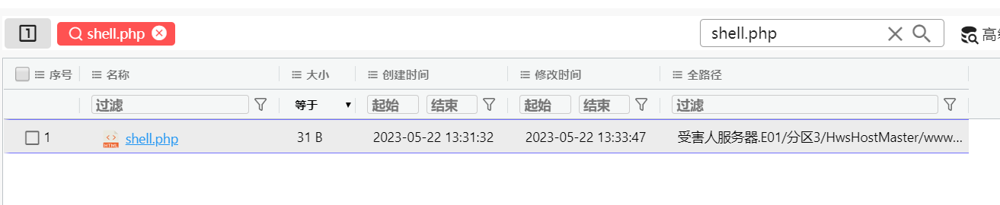 1 shell.php shell.php 高级
序号 名称 大小 创建时间 修改时间 全路径
过滤 等于 起始 结束 起始 结束 过滤
1 shell.php 31 B 2023-05-22 13:31:32 2023-05-22 13:33:47 受害人服务器.E01/分区3/HwsHostMaster/www...